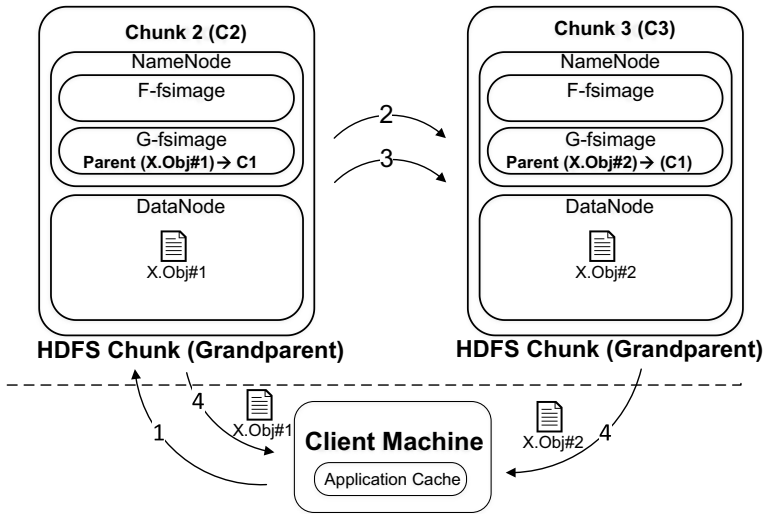 Chunk 2 (C2)
NameNode
F-fsimage
G-fsimage
Parent (X.Obj#1)→ C1
DataNode
X.Obj#1
HDFS Chunk (Grandparent)
2
3
Chunk 3 (C3)
NameNode
F-fsimage
G-fsimage
Parent (X.Obj#2)→ (C1)
DataNode
X.Obj#2
HDFS Chunk (Grandparent)
1
4
X.Obj#1
Client Machine
Application Cache
X.Obj#2
4